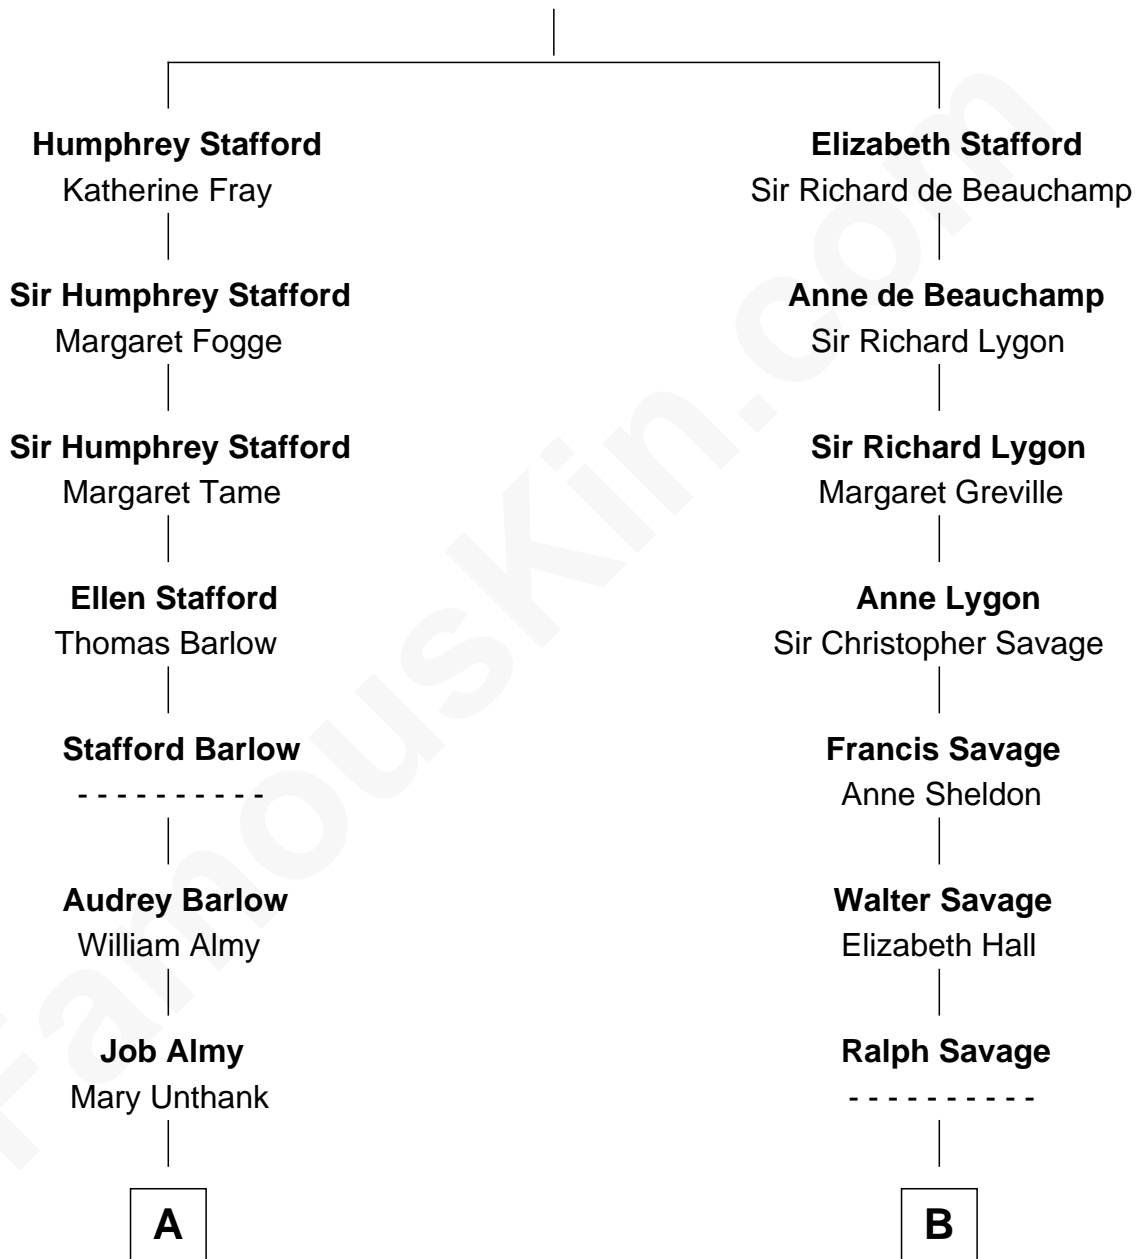 Humphrey Stafford
Katherine Fray
Sir Humphrey Stafford
Margaret Fogge
Sir Humphrey Stafford
Margaret Tame
Ellen Stafford
Thomas Barlow
Stafford Barlow
- - - - - - - - - -
Audrey Barlow
William Almy
Job Almy
Mary Unthank
A
Elizabeth Stafford
Sir Richard de Beauchamp
Anne de Beauchamp
Sir Richard Lygon
Sir Richard Lygon
Margaret Greville
Anne Lygon
Sir Christopher Savage
Francis Savage
Anne Sheldon
Walter Savage
Elizabeth Hall
Ralph Savage
- - - - - - - - - -
B
FamousKin.com